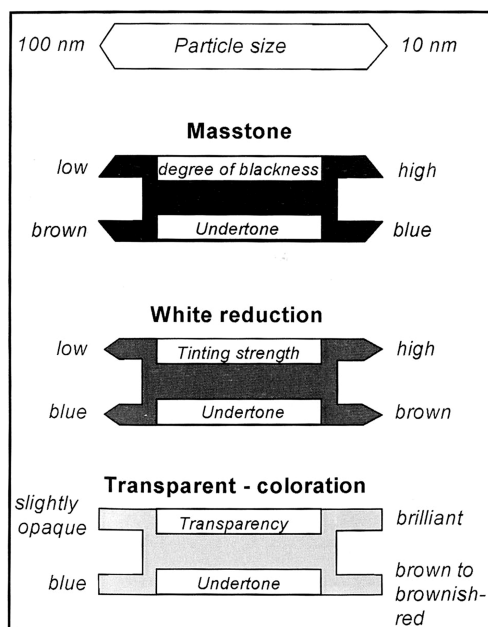 100 nm Particle size 10 nm
Masstone
low degree of blackness high
brown Undertone blue
White reduction
low Tinting strength high
blue Undertone brown
Transparent - coloration
slightly
opaque Transparency brilliant
blue Undertone brown to
brownish-
red